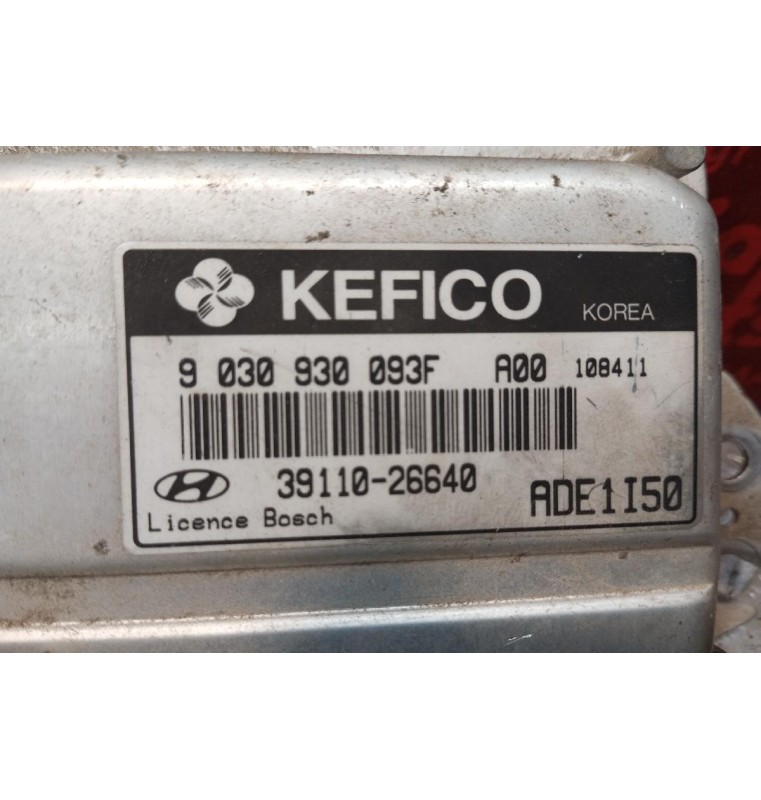 KEFICO KOREA
9 030 930 093F A00 108411
39110-26640 ADE1I50
Licence Bosch